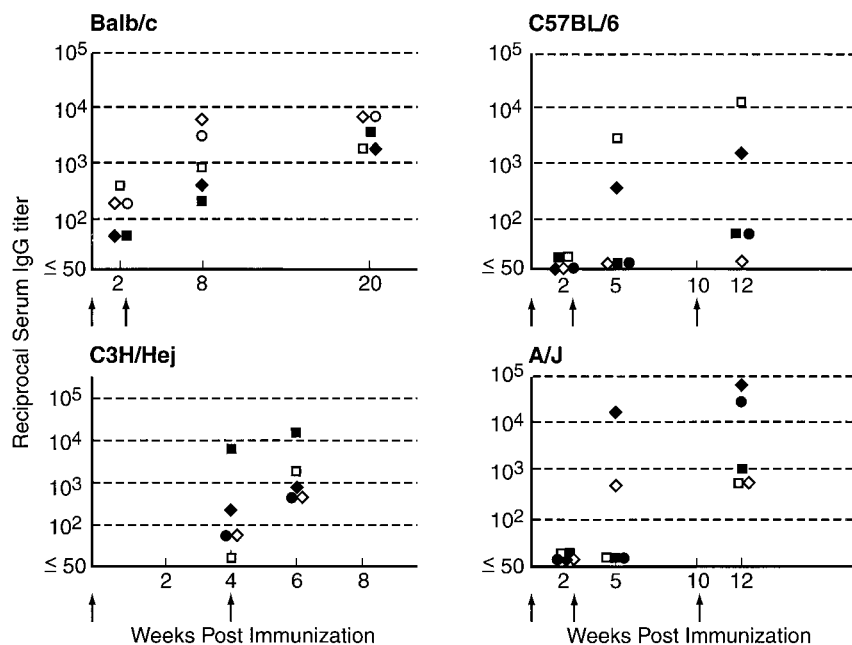 Balb/c
10⁵
10⁴
10³
10²
≤ 50
2 8 20
C57BL/6
10⁵
10⁴
10³
10²
≤ 50
2 5 10 12
Reciprocal Serum IgG titer
C3H/Hej
10⁵
10⁴
10³
10²
≤ 50
2 4 6 8
Weeks Post Immunization
A/J
10⁵
10⁴
10³
10²
≤ 50
2 5 10 12
Weeks Post Immunization